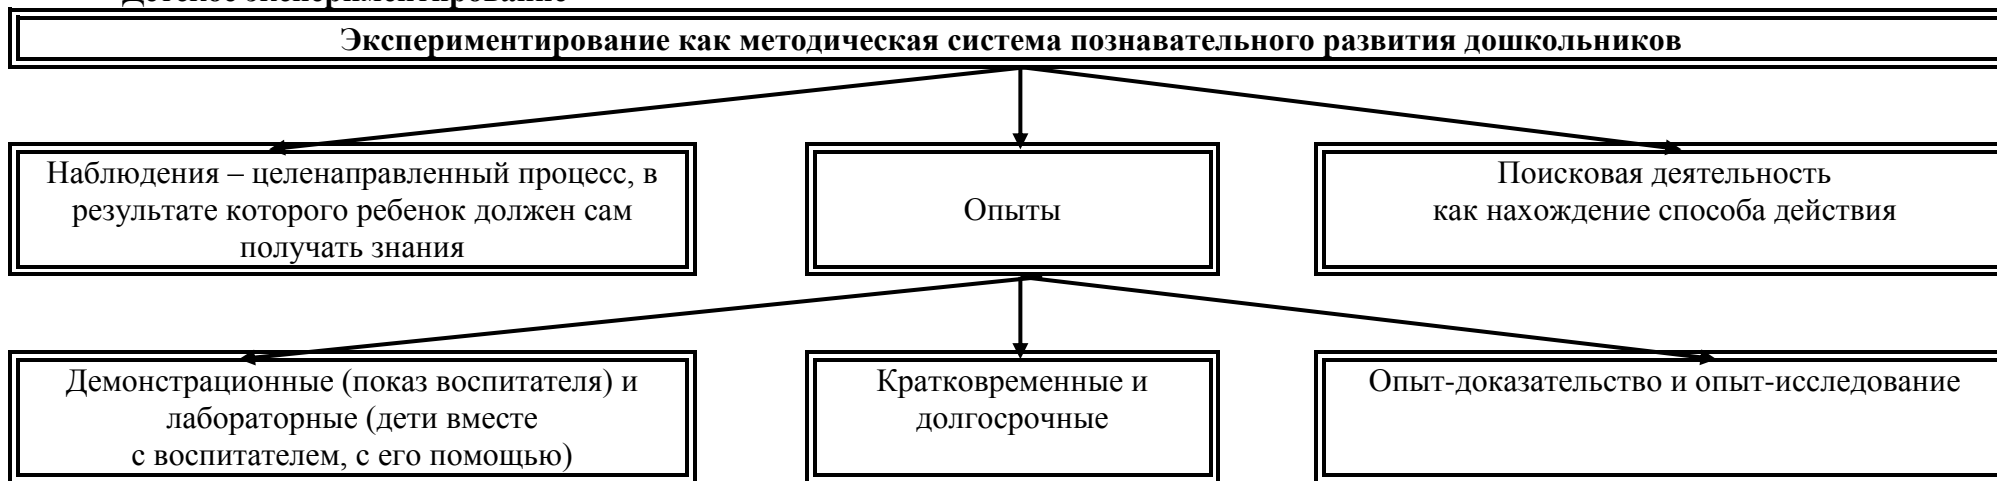 Детское экспериментирование
Экспериментирование как методическая система познавательного развития дошкольников
Наблюдения – целенаправленный процесс, в
результате которого ребенок должен сам
получать знания
Опыты
Поисковая деятельность
как нахождение способа действия
Демонстрационные (показ воспитателя) и
лабораторные (дети вместе
с воспитателем, с его помощью)
Кратковременные и
долгосрочные
Опыт-доказательство и опыт-исследование